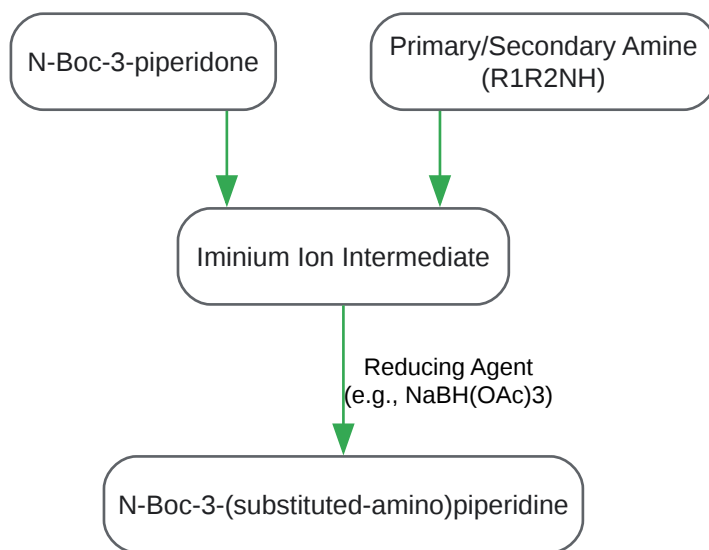 N-Boc-3-piperidone
Primary/Secondary Amine
(R1R2NH)
Iminium Ion Intermediate
Reducing Agent
(e.g., NaBH(OAc)3)
N-Boc-3-(substituted-amino)piperidine